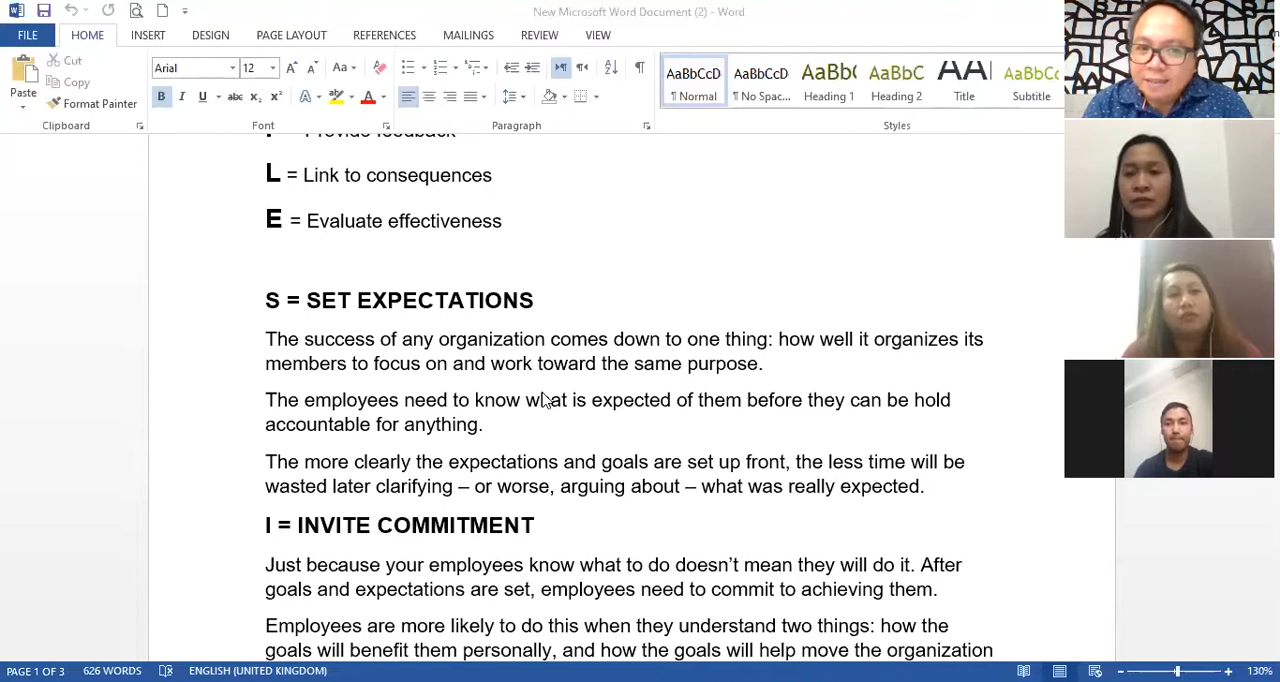 New Microsoft Word Document (2) - Word
FILE HOME INSERT DESIGN PAGE LAYOUT REFERENCES MAILINGS REVIEW VIEW
Cut
Copy
Format Painter
Paste
Arial 12
Aa
B I U abc x₂ x² A A
AaBbCcD AaBbCcD AaBbC AaBbC AA AaBbCc
¶ Normal ¶ No Spac... Heading 1 Heading 2 Title Subtitle
Clipboard Font Paragraph Styles
= Provide feedback
L = Link to consequences
E = Evaluate effectiveness
S = SET EXPECTATIONS
The success of any organization comes down to one thing: how well it organizes its
members to focus on and work toward the same purpose.
The employees need to know what is expected of them before they can be hold
accountable for anything.
The more clearly the expectations and goals are set up front, the less time will be
wasted later clarifying – or worse, arguing about – what was really expected.
I = INVITE COMMITMENT
Just because your employees know what to do doesn’t mean they will do it. After
goals and expectations are set, employees need to commit to achieving them.
Employees are more likely to do this when they understand two things: how the
goals will benefit them personally, and how the goals will help move the organization
PAGE 1 OF 3 626 WORDS ENGLISH (UNITED KINGDOM) 130%